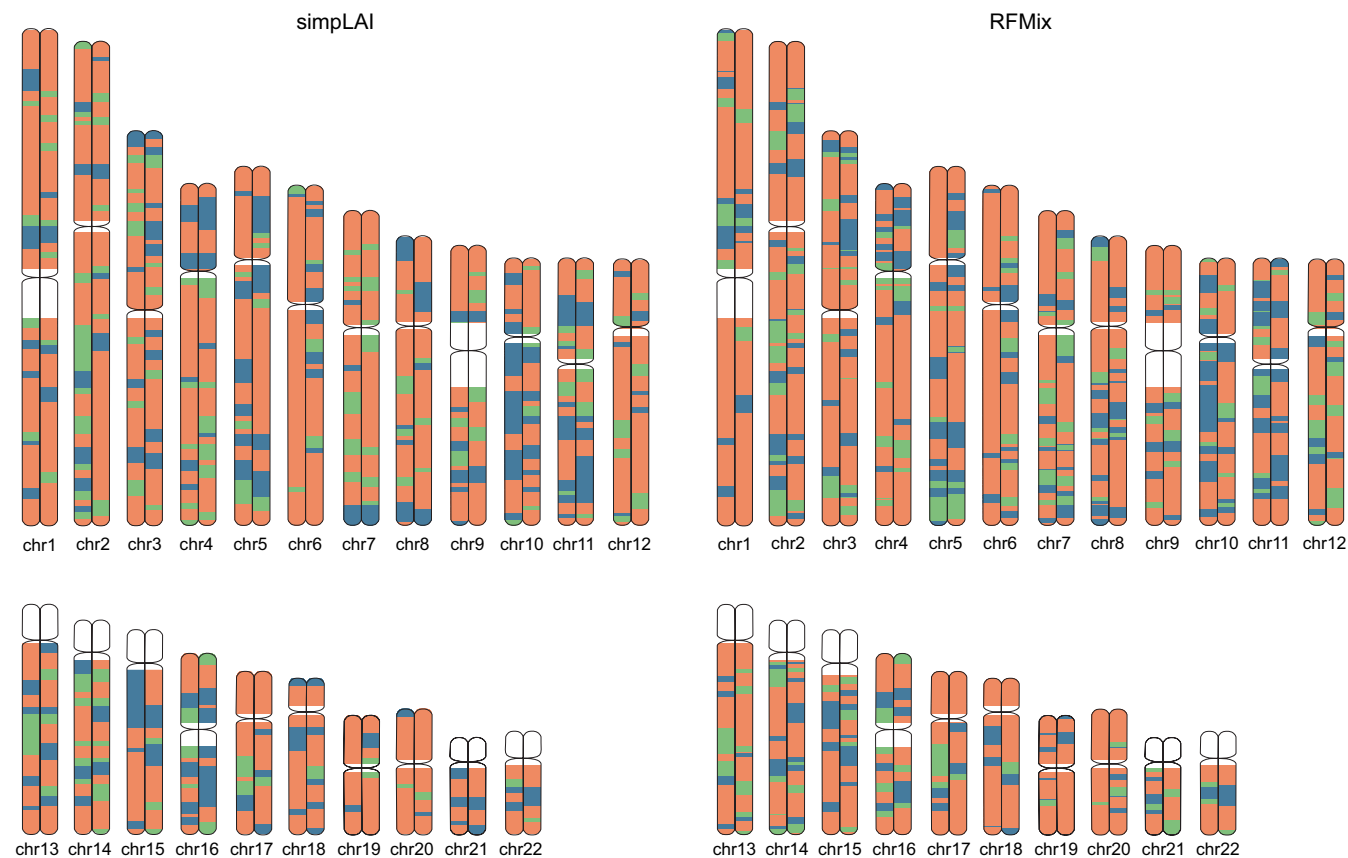 simpLAI RFMix
chr1 chr2 chr3 chr4 chr5 chr6 chr7 chr8 chr9 chr10 chr11 chr12 chr1 chr2 chr3 chr4 chr5 chr6 chr7 chr8 chr9 chr10 chr11 chr12
chr13 chr14 chr15 chr16 chr17 chr18 chr19 chr20 chr21 chr22 chr13 chr14 chr15 chr16 chr17 chr18 chr19 chr20 chr21 chr22